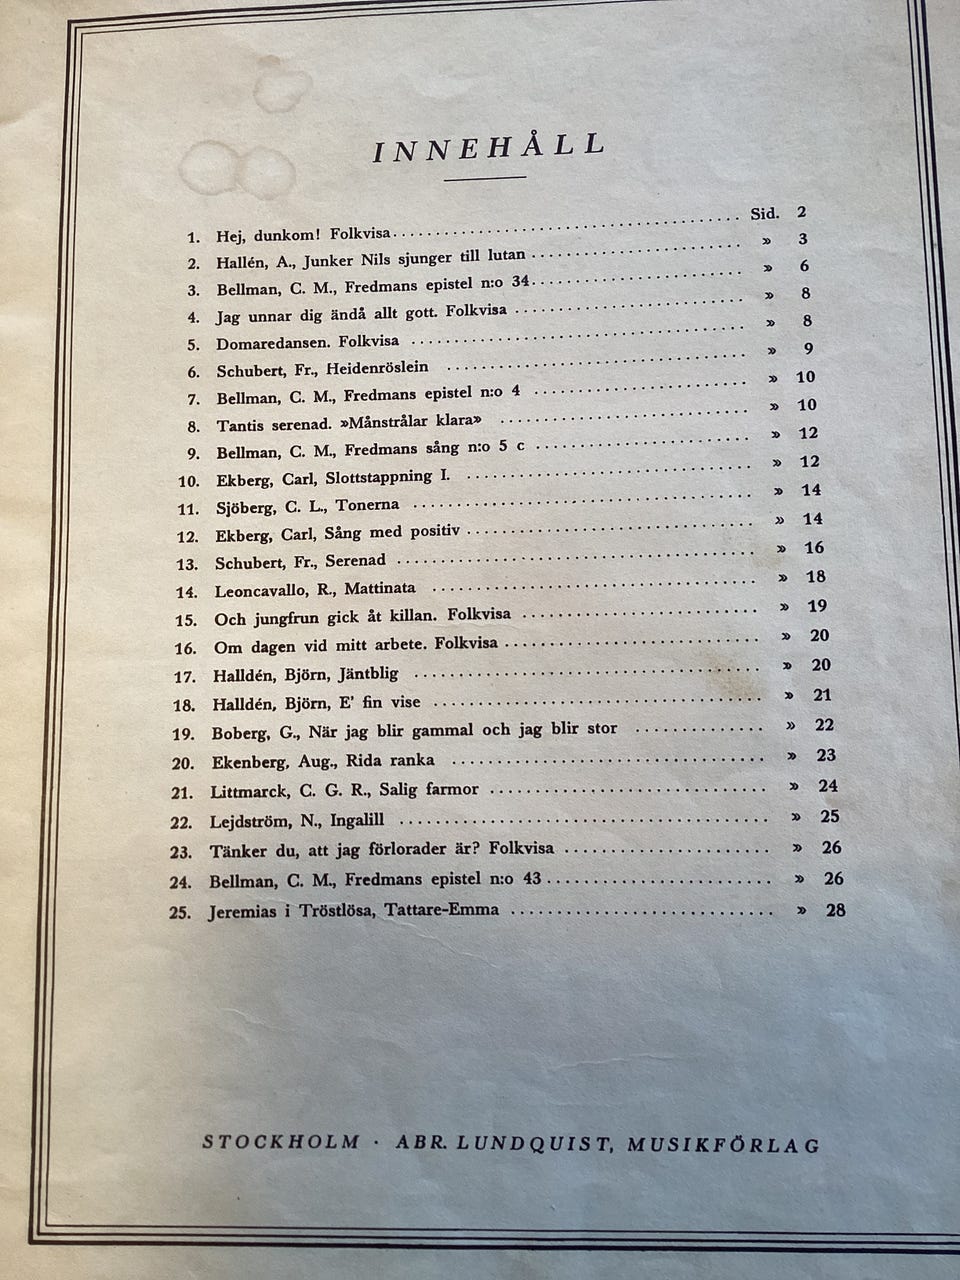 INNEHÅLL
1. Hej, dunkom! Folkvisa........................................ Sid. 2
2. Hallén, A., Junker Nils sjunger till lutan........................ » 3
3. Bellman, C. M., Fredmans epistel n:o 34........................ » 6
4. Jag unnar dig ändå allt gott. Folkvisa........................ » 8
5. Domaredansen. Folkvisa........................ » 8
6. Schubert, Fr., Heidenröslein........................ » 9
7. Bellman, C. M., Fredmans epistel n:o 4........................ » 10
8. Tantis serenad. »Månstrålar klara»........................ » 10
9. Bellman, C. M., Fredmans sång n:o 5 c........................ » 12
10. Ekberg, Carl, Slottstappning I.........................  » 12
11. Sjöberg, C. L., Tonerna........................ » 14
12. Ekberg, Carl, Sång med positiv........................ » 14
13. Schubert, Fr., Serenad........................ » 16
14. Leoncavallo, R., Mattinata........................ » 18
15. Och jungfrun gick åt killan. Folkvisa........................ » 19
16. Om dagen vid mitt arbete. Folkvisa........................ » 20
17. Halldén, Björn, Jäntblig........................ » 20
18. Halldén, Björn, E' fin vise........................ » 21
19. Boberg, G., När jag blir gammal och jag blir stor............ » 22
20. Ekenberg, Aug., Rida ranka........................ » 23
21. Littmarck, C. G. R., Salig farmor........................ » 24
22. Lejdström, N., Ingalill........................ » 25
23. Tänker du, att jag förlorader är? Folkvisa.................... » 26
24. Bellman, C. M., Fredmans epistel n:o 43...................... » 26
25. Jeremias i Tröstlösa, Tattare-Emma........................ » 28
STOCKHOLM · ABR. LUNDQUIST, MUSIKFÖRLAG